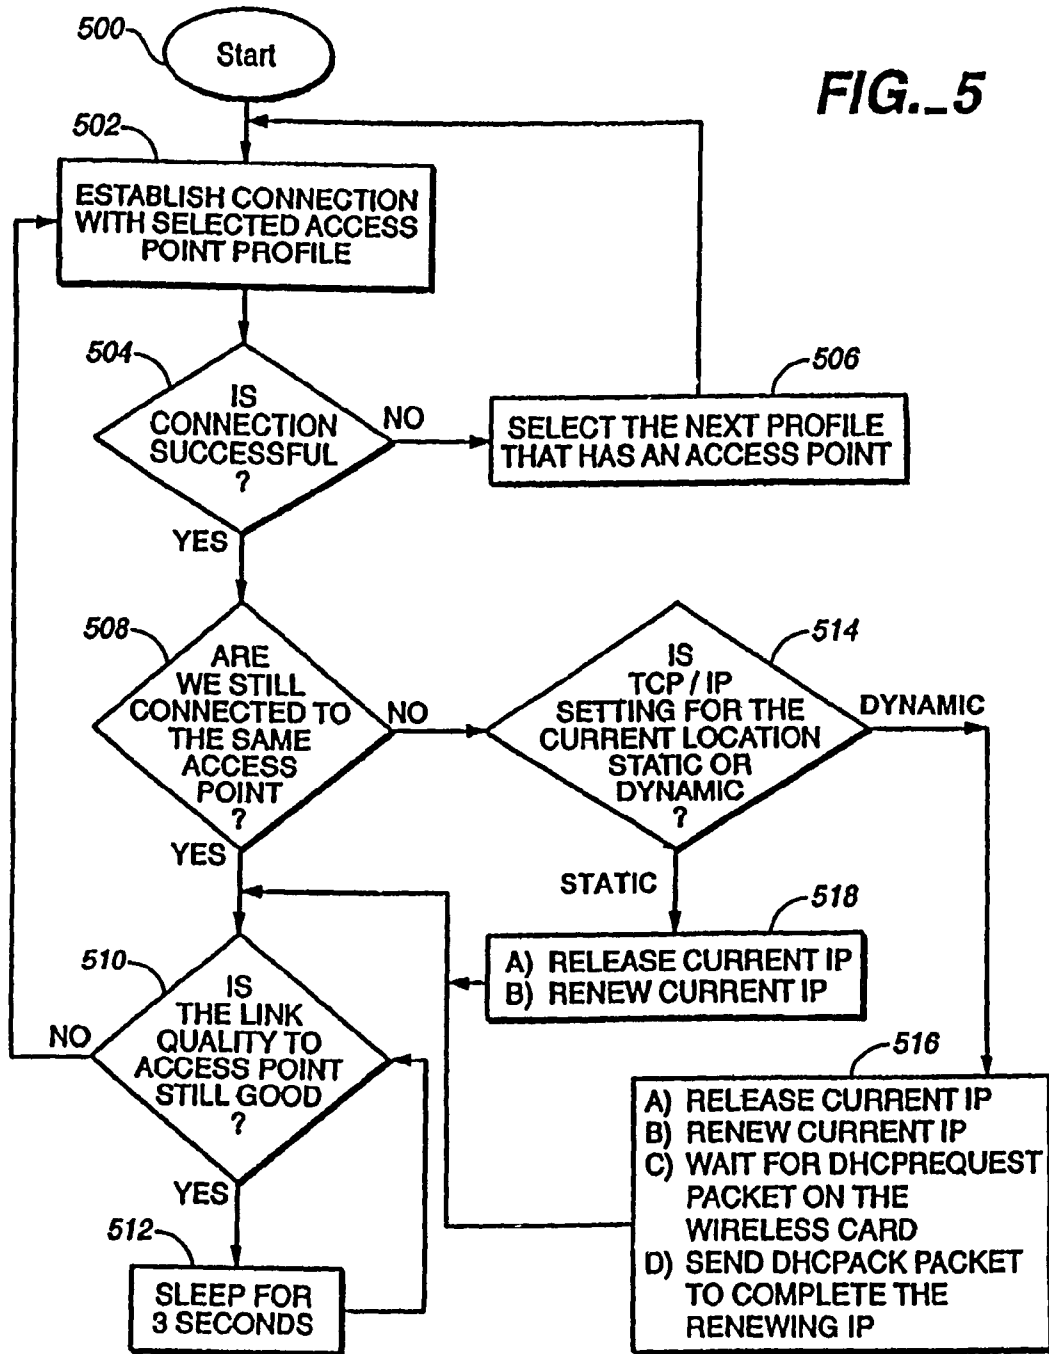 500
Start
FIG._5
502
ESTABLISH CONNECTION
WITH SELECTED ACCESS
POINT PROFILE
504
IS
CONNECTION
SUCCESSFUL
?
NO
506
SELECT THE NEXT PROFILE
THAT HAS AN ACCESS POINT
YES
508
ARE
WE STILL
CONNECTED TO
THE SAME
ACCESS
POINT
?
NO
514
IS
TCP / IP
SETTING FOR THE
CURRENT LOCATION
STATIC OR
DYNAMIC
?
DYNAMIC
YES
STATIC
518
A) RELEASE CURRENT IP
B) RENEW CURRENT IP
510
IS
THE LINK
QUALITY TO
ACCESS POINT
STILL GOOD
?
NO
516
A) RELEASE CURRENT IP
B) RENEW CURRENT IP
C) WAIT FOR DHCPREQUEST
PACKET ON THE
WIRELESS CARD
D) SEND DHCPACK PACKET
TO COMPLETE THE
RENEWING IP
YES
512
SLEEP FOR
3 SECONDS